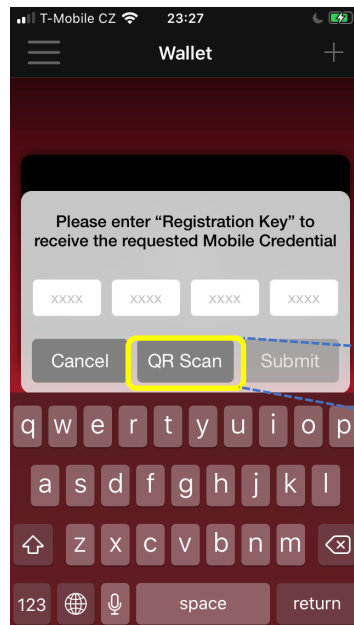 T-Mobile CZ 23:27
Wallet
Please enter “Registration Key” to
receive the requested Mobile Credential
xxxx xxxx xxxx xxxx
Cancel QR Scan Submit
q w e r t y u i o p
a s d f g h j k l
z x c v b n m
123 space return